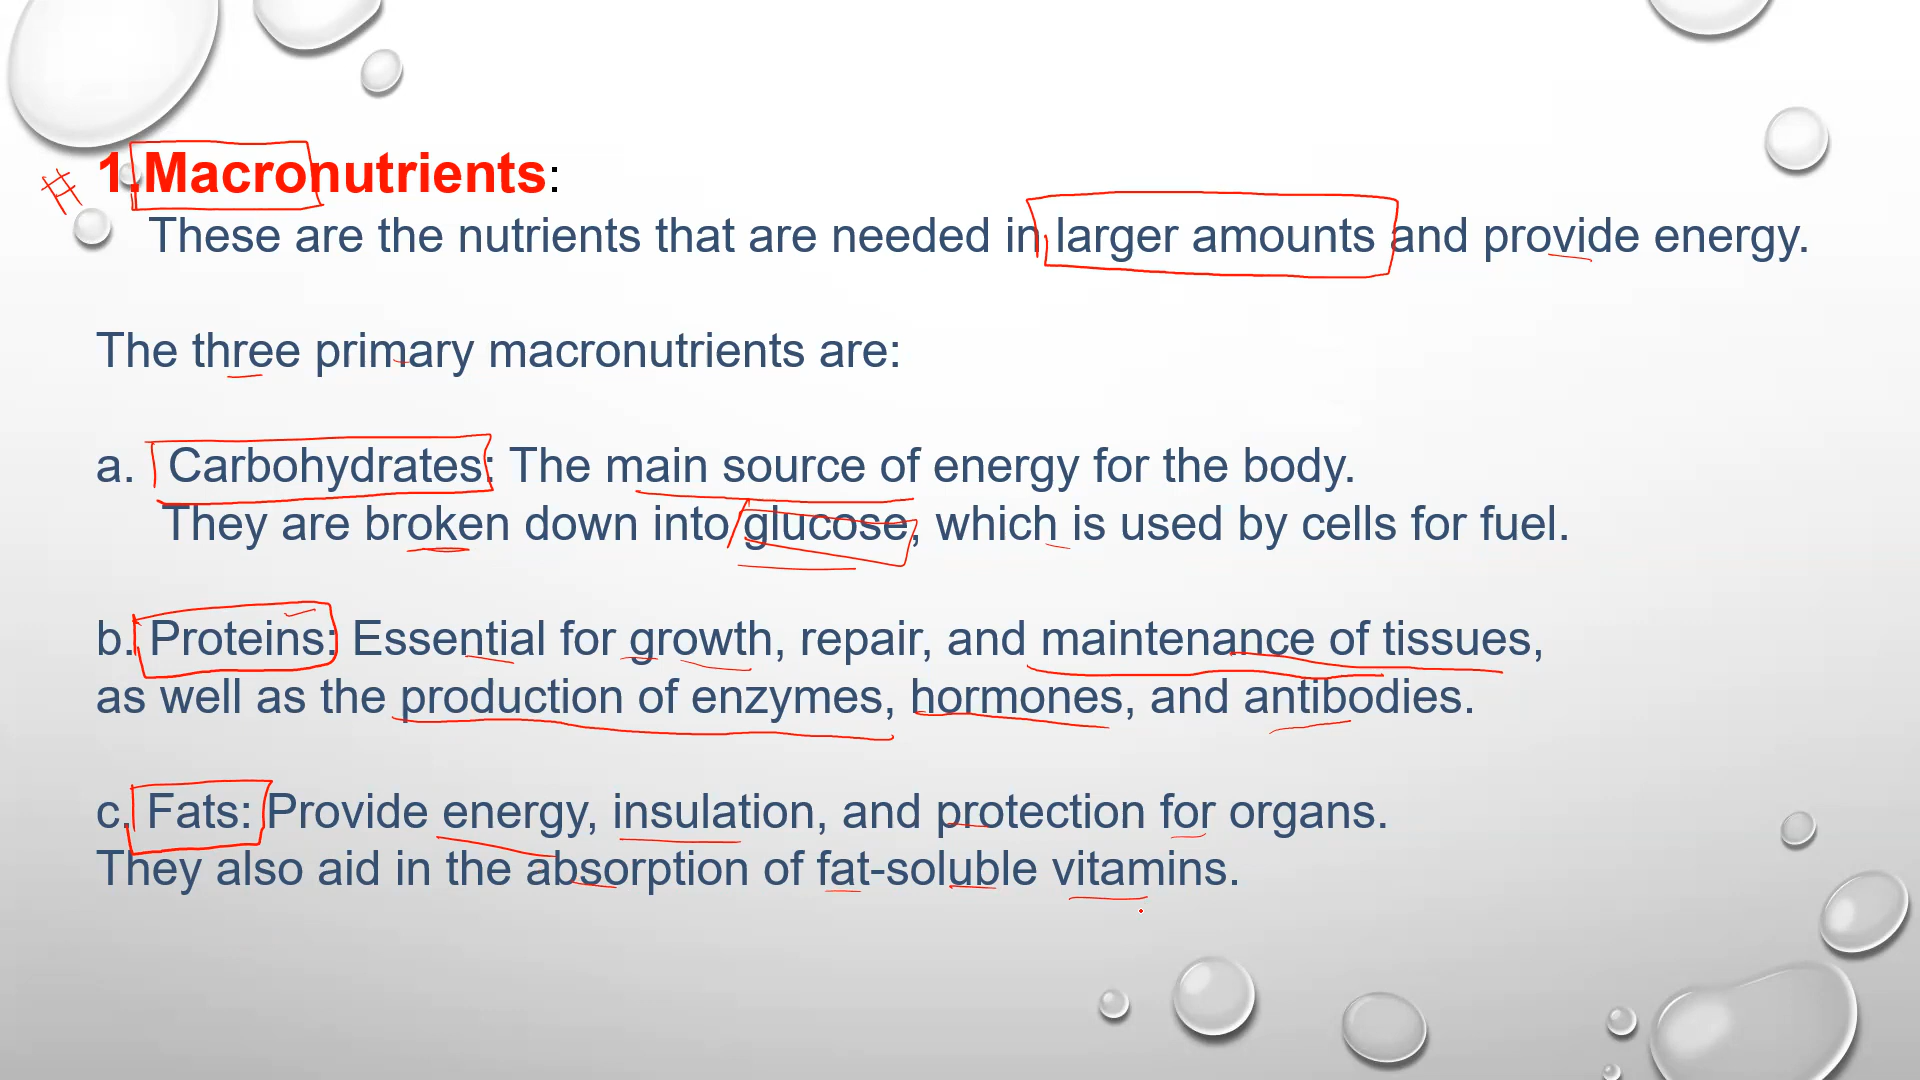 1.Macronutrients:
These are the nutrients that are needed in larger amounts and provide energy.
The three primary macronutrients are:
a. Carbohydrates: The main source of energy for the body.
They are broken down into glucose, which is used by cells for fuel.
b. Proteins: Essential for growth, repair, and maintenance of tissues,
as well as the production of enzymes, hormones, and antibodies.
c. Fats: Provide energy, insulation, and protection for organs.
They also aid in the absorption of fat-soluble vitamins.